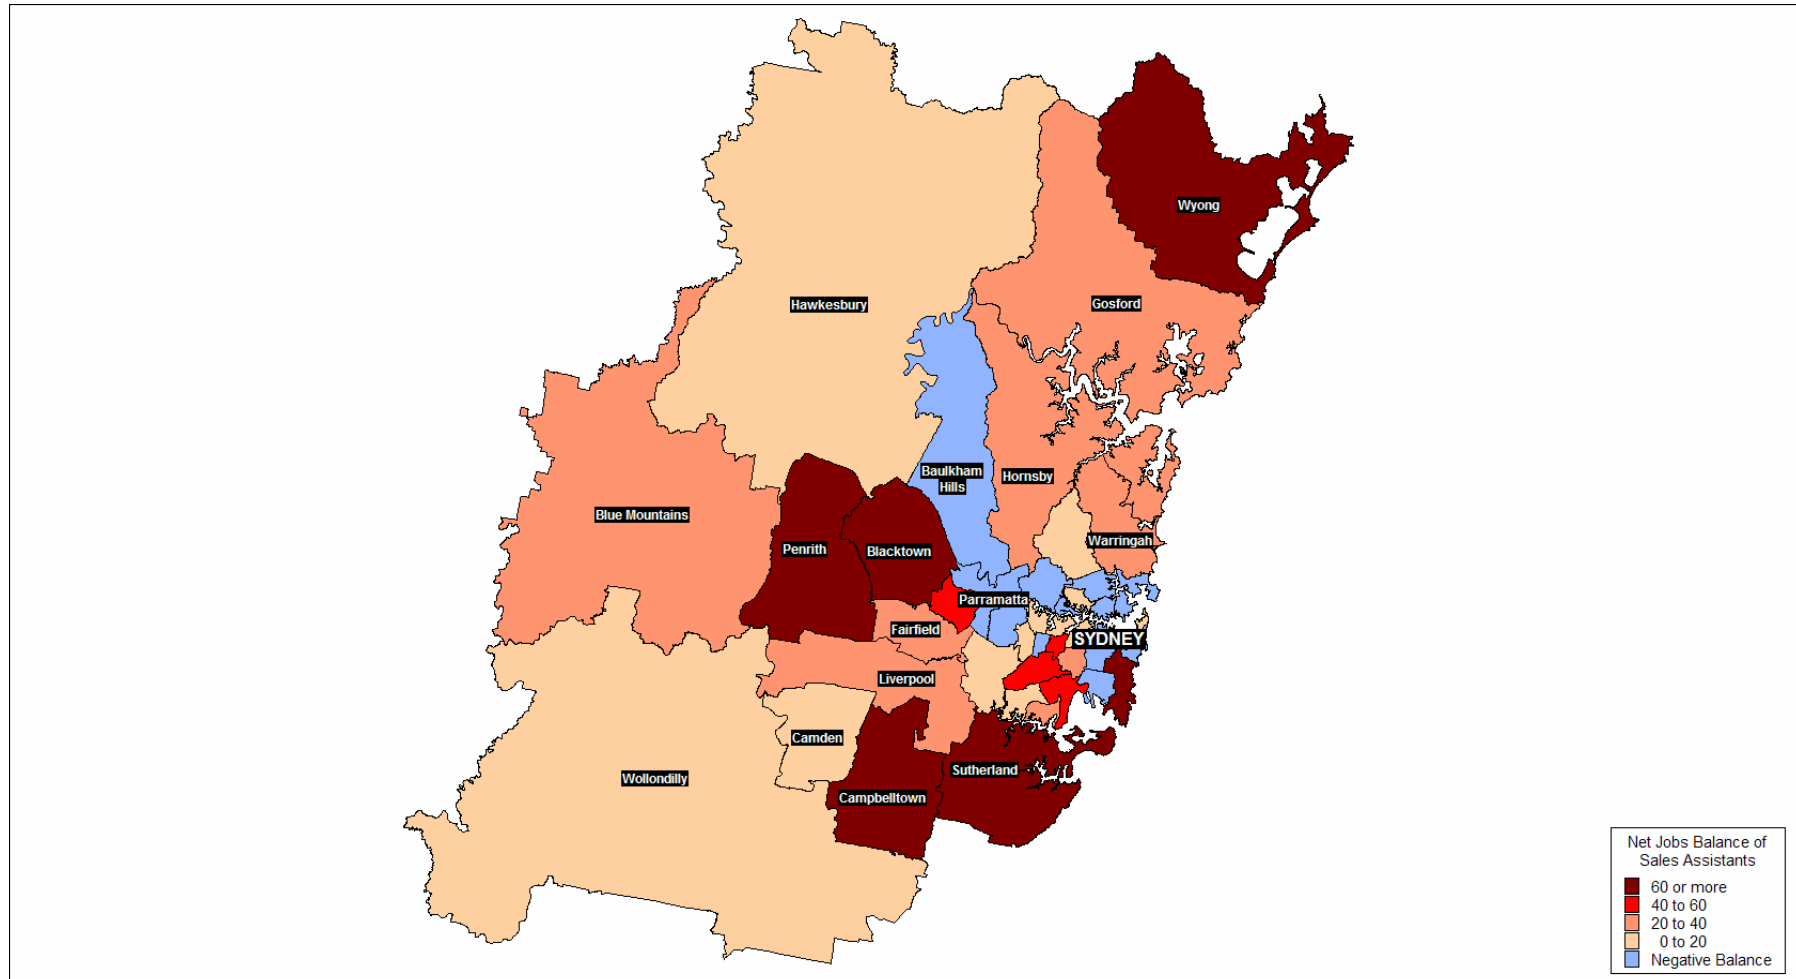 Wyong
Hawkesbury
Gosford
Baulkham
Hills
Hornsby
Blue Mountains
Warringah
Penrith
Blacktown
Parramatta
Fairfield
SYDNEY
Liverpool
Camden
Wollondilly
Sutherland
Campbelltown
Net Jobs Balance of
Sales Assistants
60 or more
40 to 60
20 to 40
0 to 20
Negative Balance